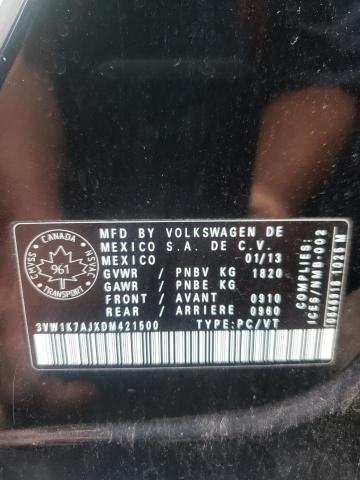 CANADA
CMVSS
961
NSVAC
TRANSPORT
MFD BY VOLKSWAGEN DE
MEXICO S.A. DE C.V.
MEXICO 01/13
GVWR / PNBV KG 1820
GAWR / PNBE KG
FRONT / AVANT 0910
REAR / ARRIERE 0960
3VW1K7AJXDM421500 TYPE:PC/VT
COMPLIES:
ICES/NMB-002